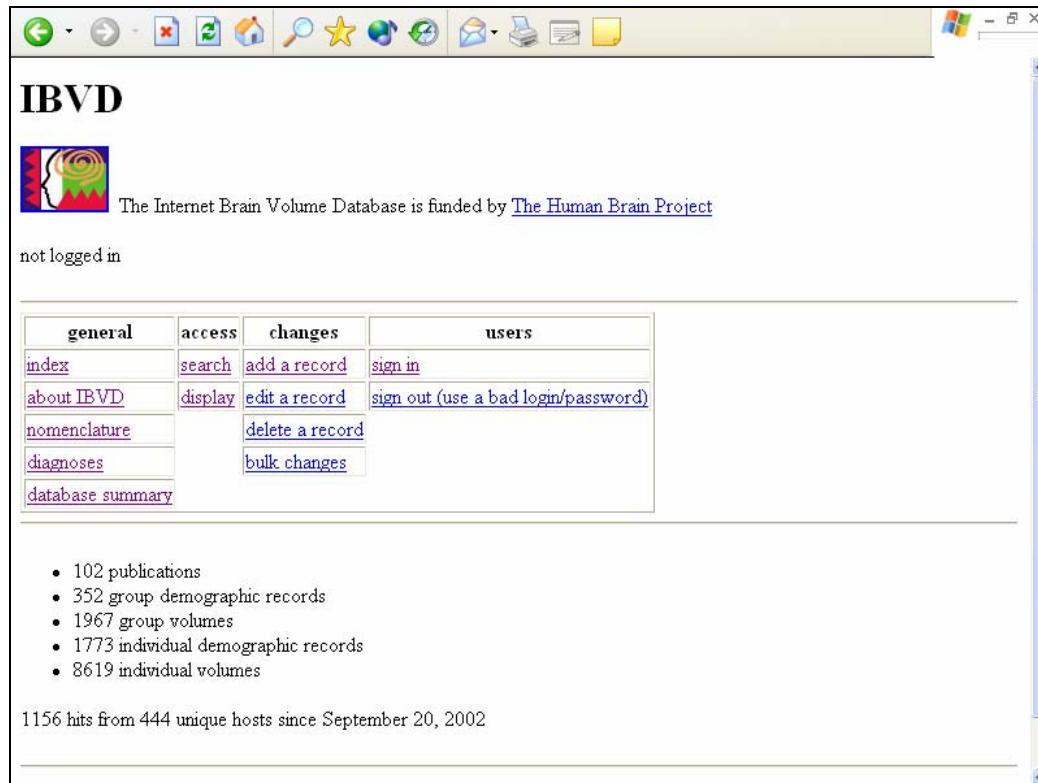 IBVD
The Internet Brain Volume Database is funded by The Human Brain Project
not logged in
general access changes users
index search add a record sign in
about IBVD display edit a record sign out (use a bad login/password)
nomenclature delete a record
diagnoses bulk changes
database summary
• 102 publications
• 352 group demographic records
• 1967 group volumes
• 1773 individual demographic records
• 8619 individual volumes
1156 hits from 444 unique hosts since September 20, 2002